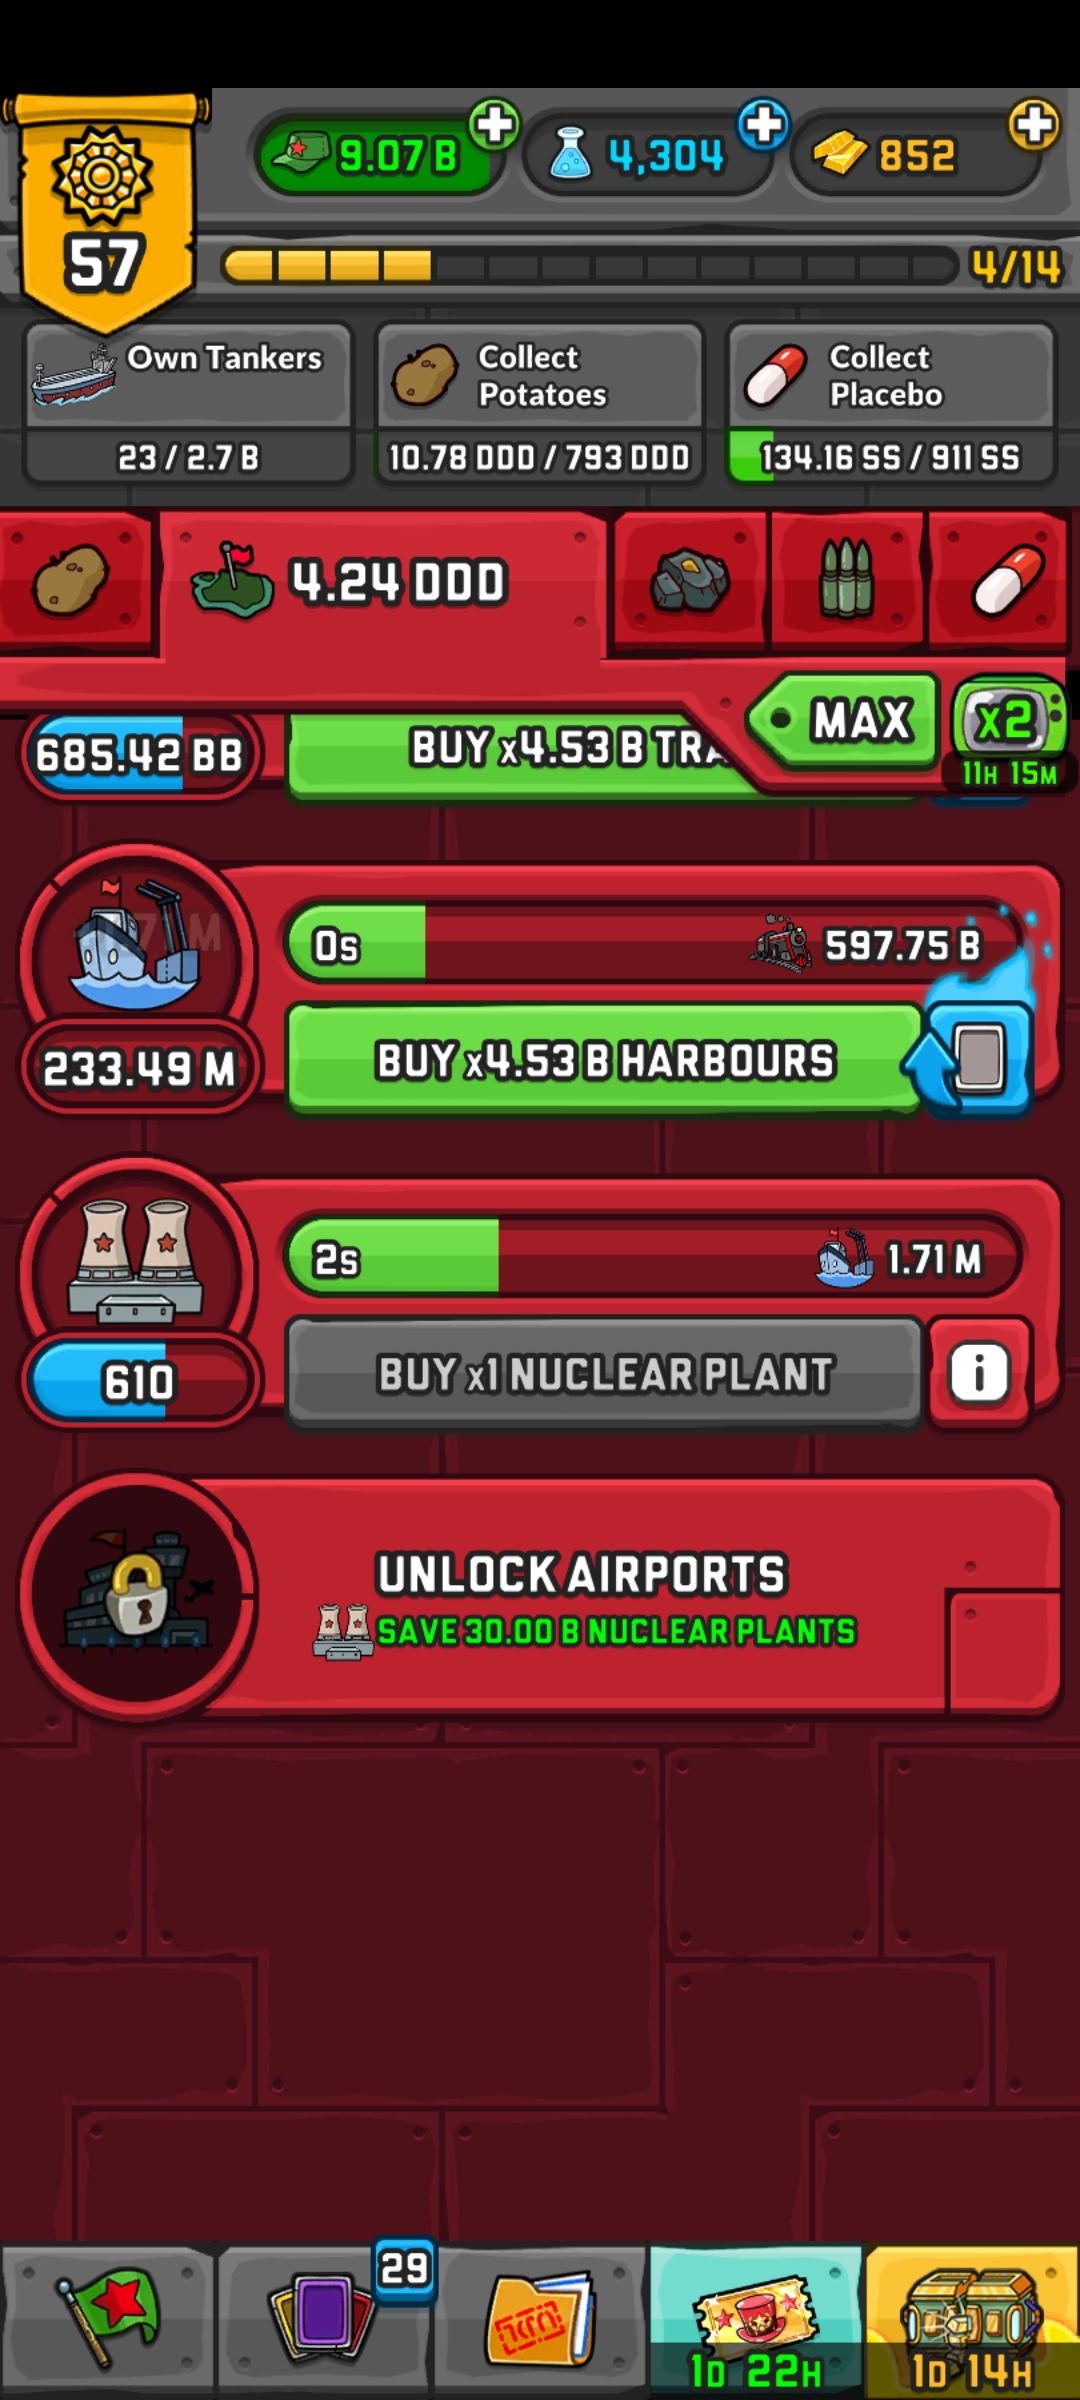 9.07 B
4,304
852
57
4/14
Own Tankers
23 / 2.7 B
Collect
Potatoes
10.78 DDD / 793 DDD
Collect
Placebo
134.16 SS / 911 SS
4.24 DDD
MAX
X2
11H 15M
685.42 BB
BUY x4.53 B TRA
0s
597.75 B
233.49 M
BUY x4.53 B HARBOURS
2s
1.71 M
610
BUY x1 NUCLEAR PLANT
i
UNLOCK AIRPORTS
SAVE 30.00 B NUCLEAR PLANTS
29
1D 22H
1D 14H